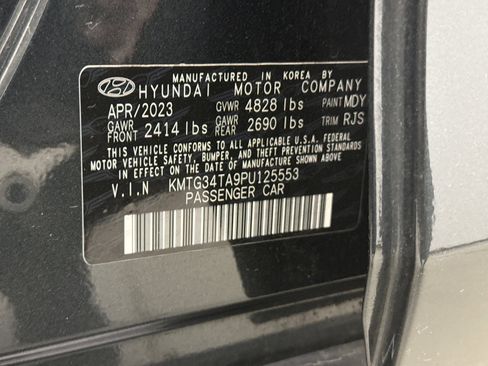 MANUFACTURED IN KOREA BY
HYUNDAI MOTOR COMPANY
APR/2023 GVWR 4828 lbs PAINT MDY
GAWR FRONT 2414 lbs GAWR REAR 2690 lbs TRIM RJS
THIS VEHICLE CONFORMS TO ALL APPLICABLE U.S.A. FEDERAL
MOTOR VEHICLE SAFETY, BUMPER, AND THEFT PREVENTION STANDARDS
IN EFFECT ON THE DATE OF MANUFACTURE SHOWN ABOVE.
V.I.N KMTG34TA9PU125553
PASSENGER CAR